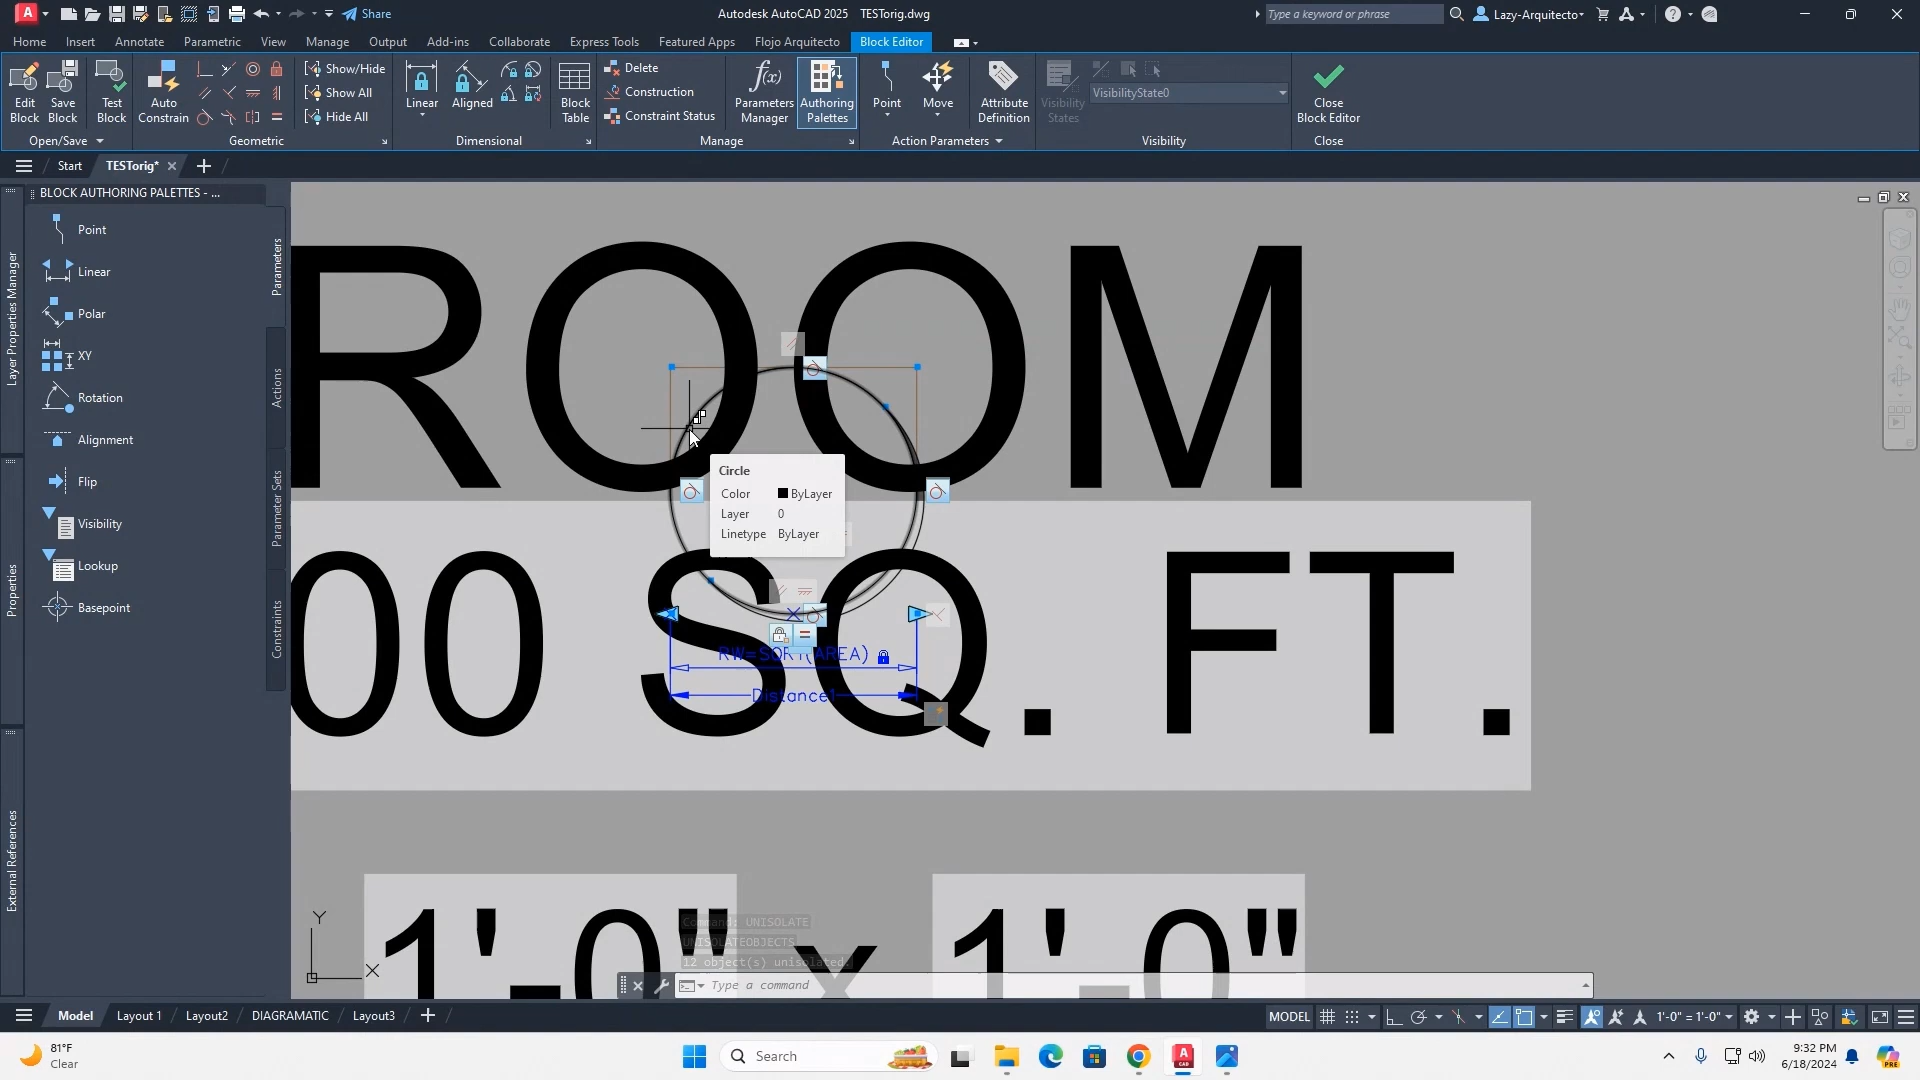 Share
Autodesk AutoCAD 2025 TESTorig.dwg
Type a keyword or phrase
Lazy-Arquitecto
Home Insert Annotate Parametric View Manage Output Add-ins Collaborate Express Tools Featured Apps Flojo Arquitecto Block Editor
Edit Block
Save Block
Test Block
Open/Save
Auto Constrain
Show/Hide
Show All
Hide All
Geometric
Linear
Aligned
Dimensional
Block Table
Delete
Construction
Constraint Status
Parameters Manager
Authoring Palettes
Manage
Point
Move
Action Parameters
Attribute Definition
Visibility States
VisibilityState0
Visibility
Close Block Editor
Close
Start
TESTorig*
BLOCK AUTHORING PALETTES - ...
Point
Linear
Polar
XY
Rotation
Alignment
Flip
Visibility
Lookup
Basepoint
Parameters
Actions
Parameter Sets
Constraints
Layer Properties Manager
Properties
External References
ROOM
Circle
Color ByLayer
Layer 0
Linetype ByLayer
00 SQ. FT.
RW=SQRT(AREA)
Distance1
1'-0" x 1'-0"
Command: UNISOLATE
UNISOLATEOBJECTS
12 object(s) unisolated.
Type a command
Y
X
Model Layout 1 Layout2 DIAGRAMATIC Layout3
MODEL
1'-0" = 1'-0"
81°F
Clear
Search
9:32 PM
6/18/2024